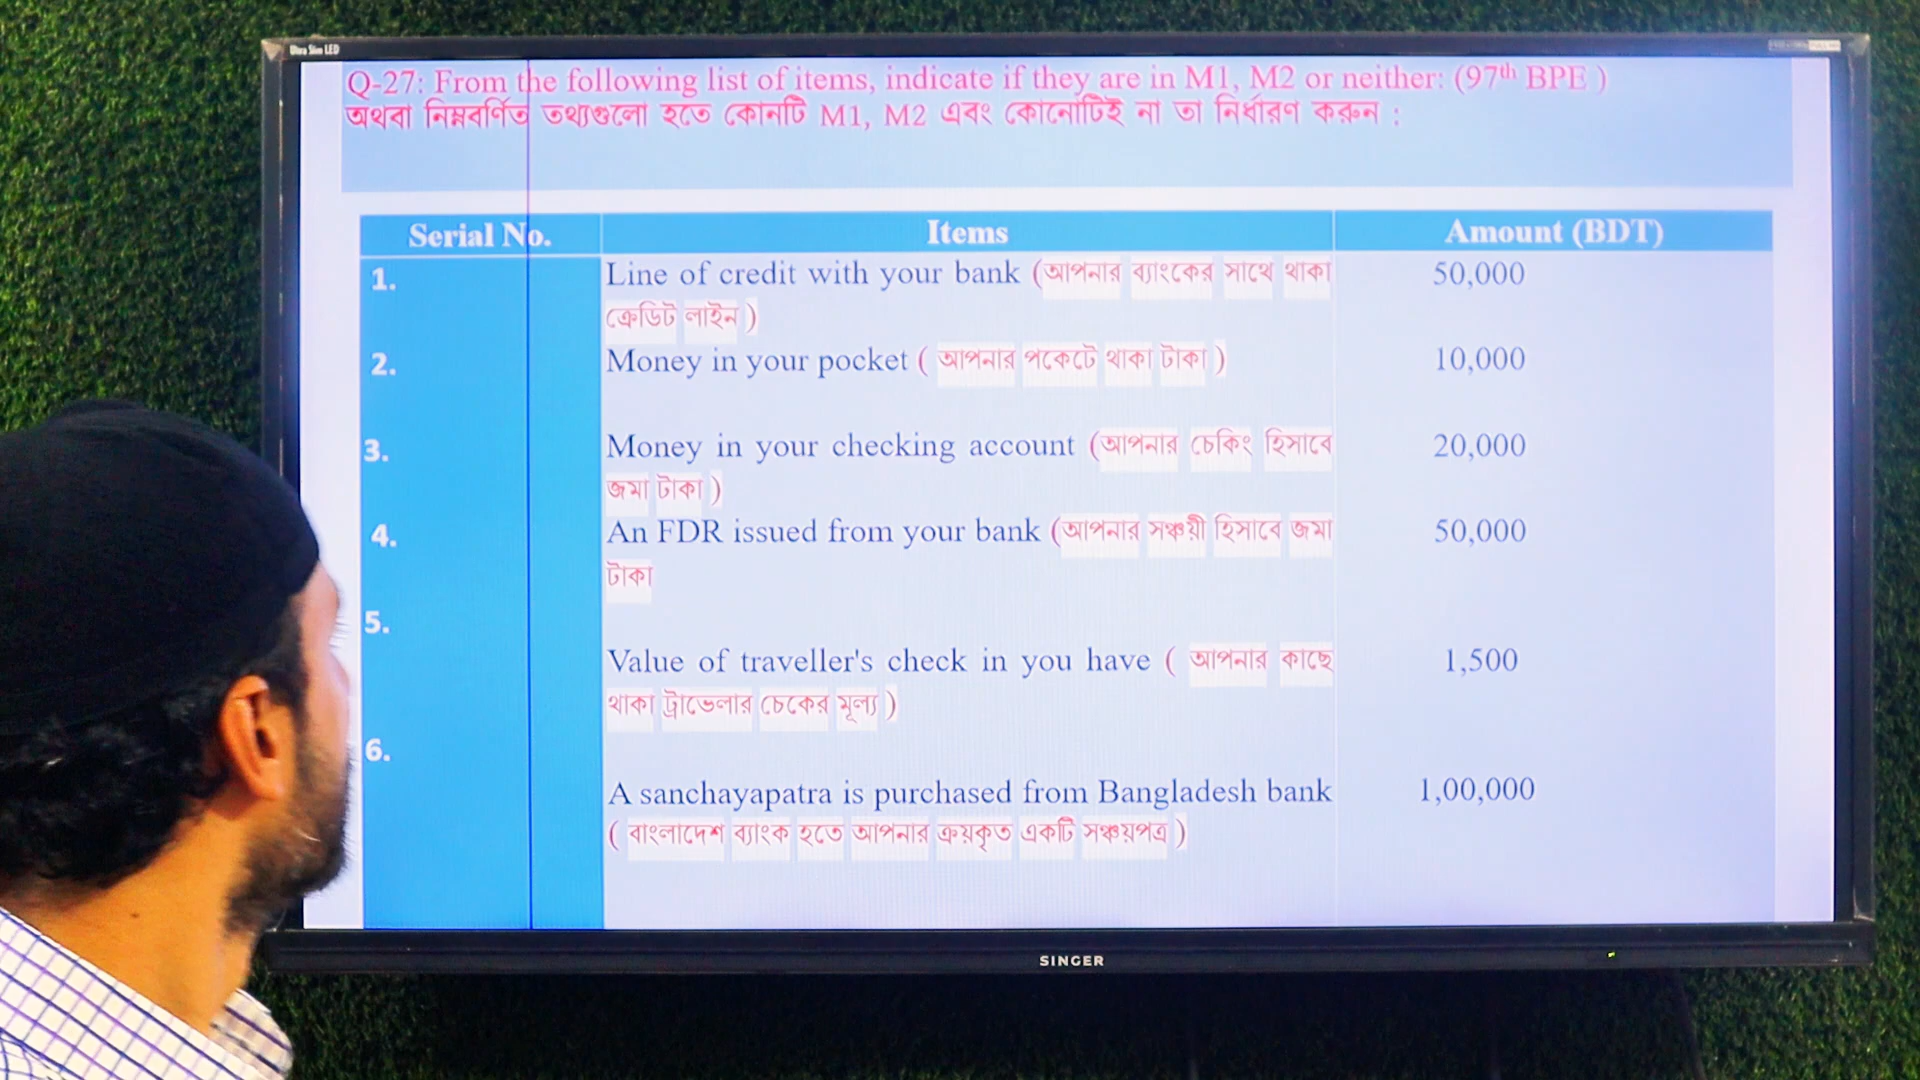 Ultra Slim LED
Q-27: From the following list of items, indicate if they are in M1, M2 or neither: (97th BPE )
অথবা নিম্নবর্ণিত তথ্যগুলো হতে কোনটি M1, M2 এবং কোনোটিই না তা নির্ধারণ করুন :
Serial No. Items Amount (BDT)
1. Line of credit with your bank (আপনার ব্যাংকের সাথে থাকা 50,000
ক্রেডিট লাইন )
2. Money in your pocket ( আপনার পকেটে থাকা টাকা ) 10,000
3. Money in your checking account (আপনার চেকিং হিসাবে 20,000
জমা টাকা )
4. An FDR issued from your bank (আপনার সঞ্চয়ী হিসাবে জমা 50,000
টাকা
5.
Value of traveller's check in you have ( আপনার কাছে 1,500
থাকা ট্রাভেলার চেকের মূল্য )
6.
A sanchayapatra is purchased from Bangladesh bank 1,00,000
( বাংলাদেশ ব্যাংক হতে আপনার ক্রয়কৃত একটি সঞ্চয়পত্র )
SINGER